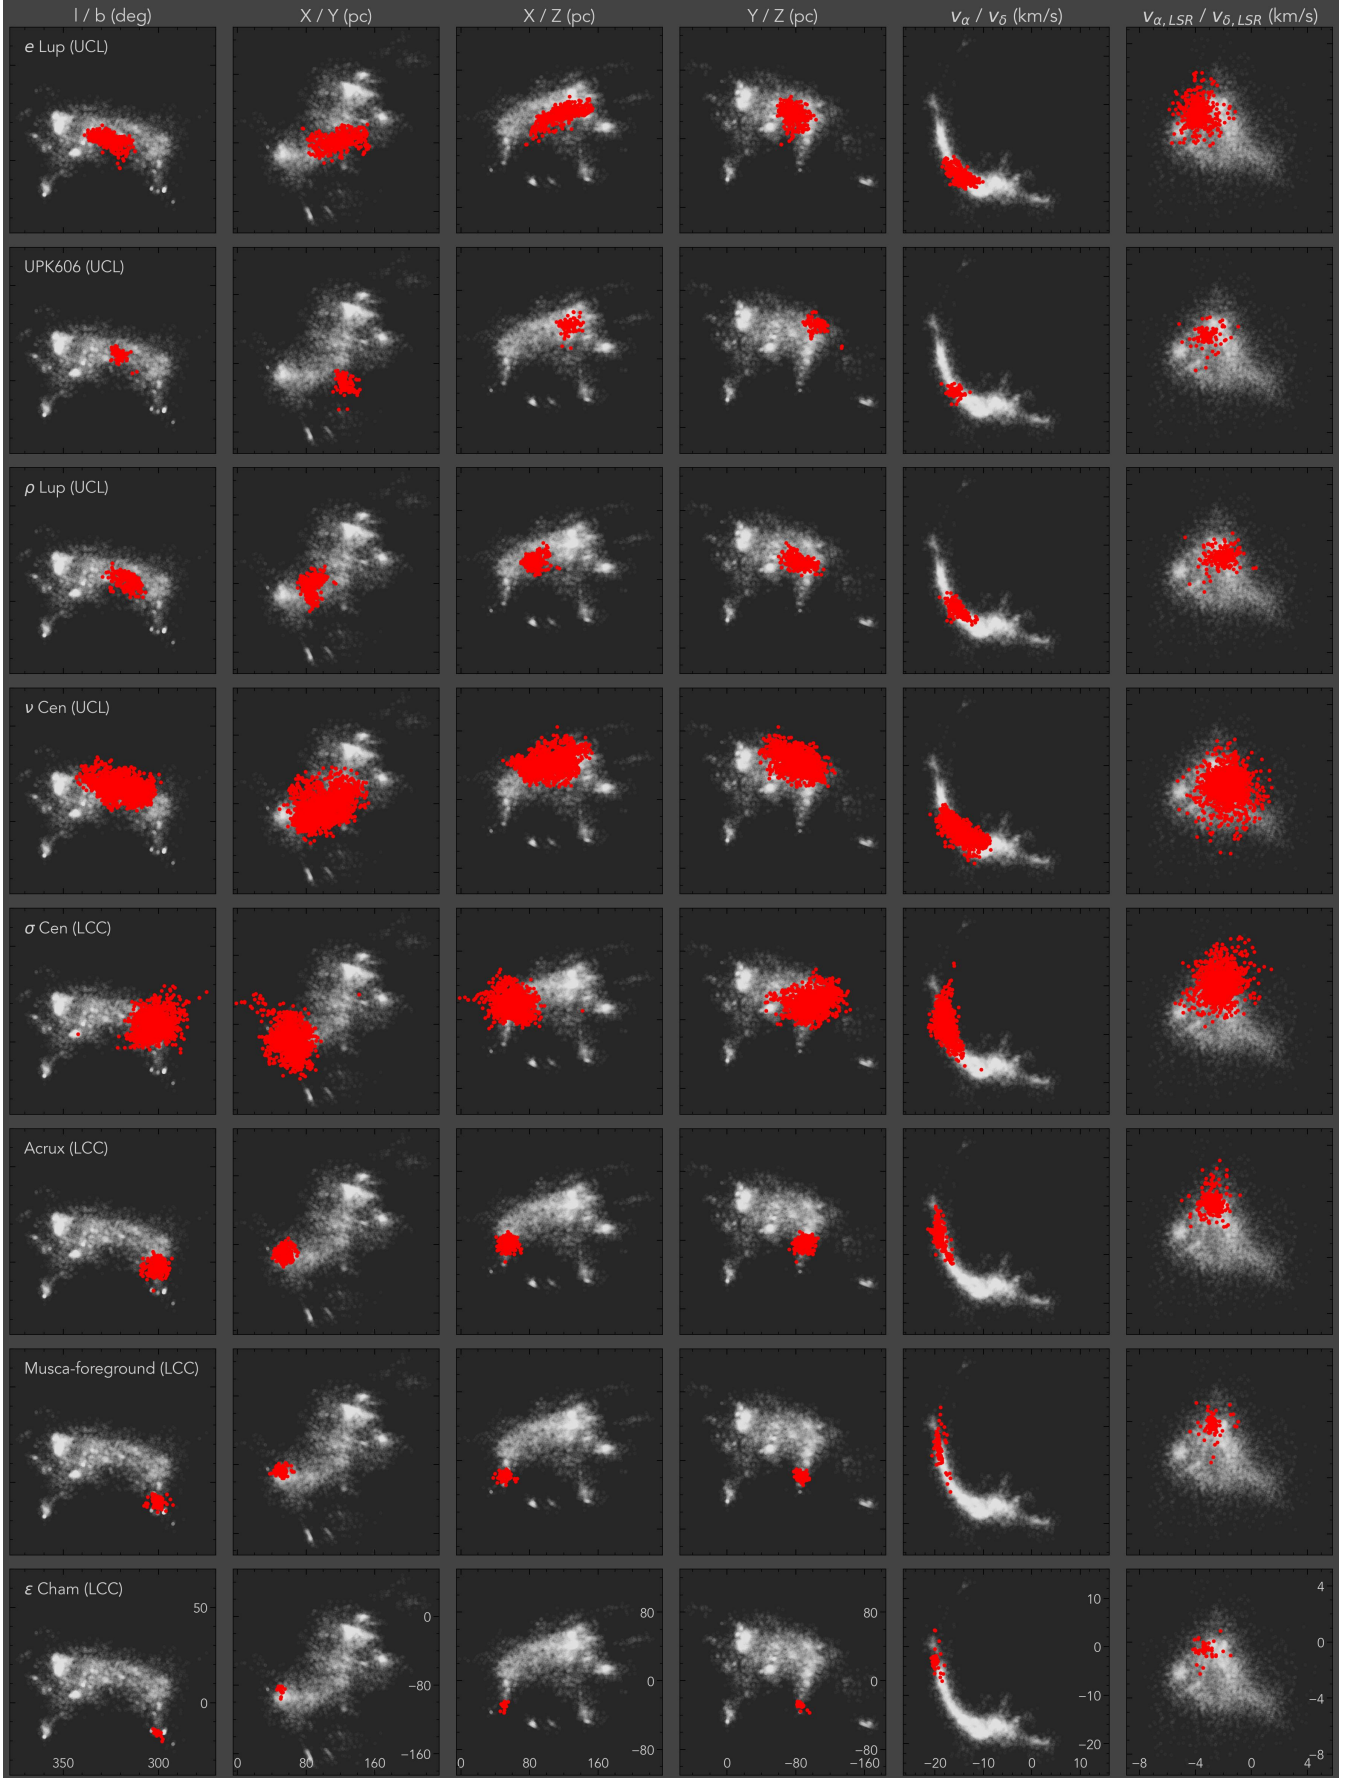 l / b (deg) X / Y (pc) X / Z (pc) Y / Z (pc) vα / vδ (km/s) vα,LSR / vδ,LSR (km/s)
e Lup (UCL)
UPK606 (UCL)
ρ Lup (UCL)
ν Cen (UCL)
σ Cen (LCC)
Acrux (LCC)
Musca-foreground (LCC)
ε Cham (LCC)
50 0 80 80 10 4
0 −80 0 0 0 0
−10 −4
−160 −80 −80 −20 −8
350 300 0 80 160 0 80 160 0 −80 −160 −20 −10 0 10 −8 −4 0 4